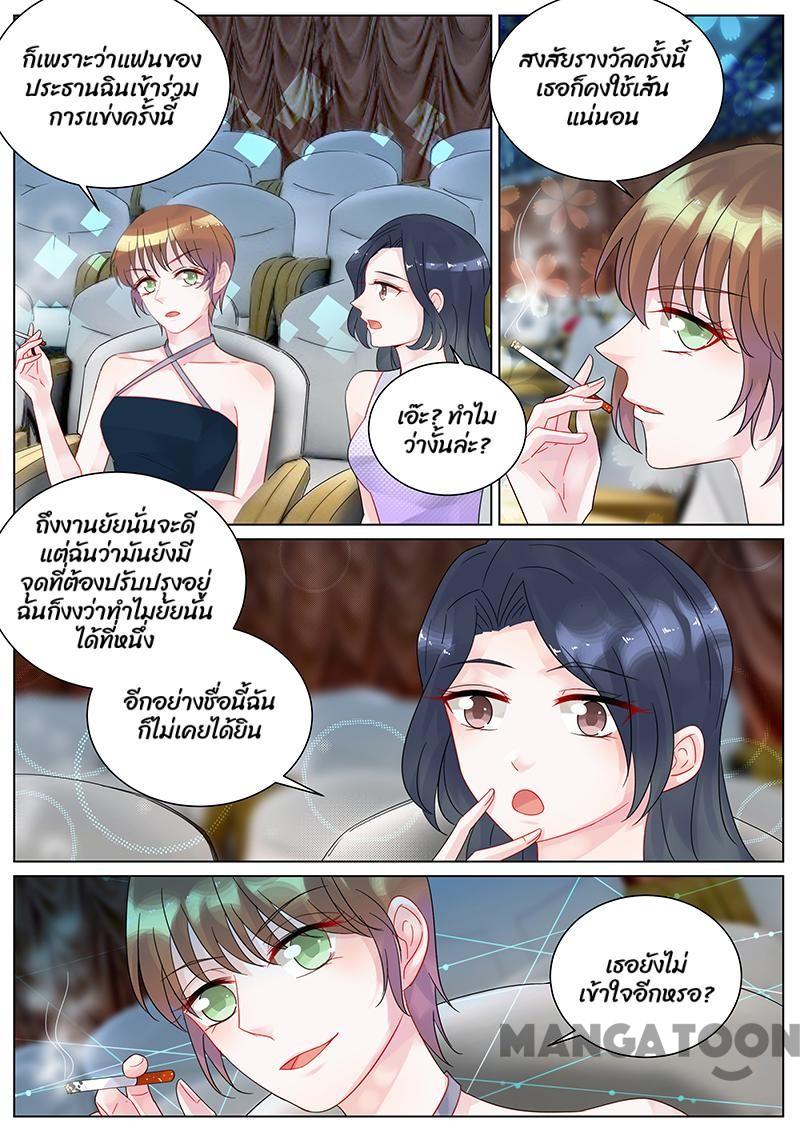 ก็เพราะว่าแฟนของ
ประธานฉินเข้าร่วม
การแข่งครั้งนี้
สงสัยรางวัลครั้งนี้
เธอก็คงใช้เส้น
แน่นอน
เอ๊ะ? ทำไม
ว่างั้นล่ะ?
ถึงงานยัยนั่นจะดี
แต่ฉันว่ามันยังมี
จุดที่ต้องปรับปรุงอยู่
ฉันก็งงว่าทำไมยัยนั่น
ได้ที่หนึ่ง
อีกอย่างชื่อนี้ฉัน
ก็ไม่เคยได้ยิน
เธอยังไม่
เข้าใจอีกหรอ?
MANGATOON